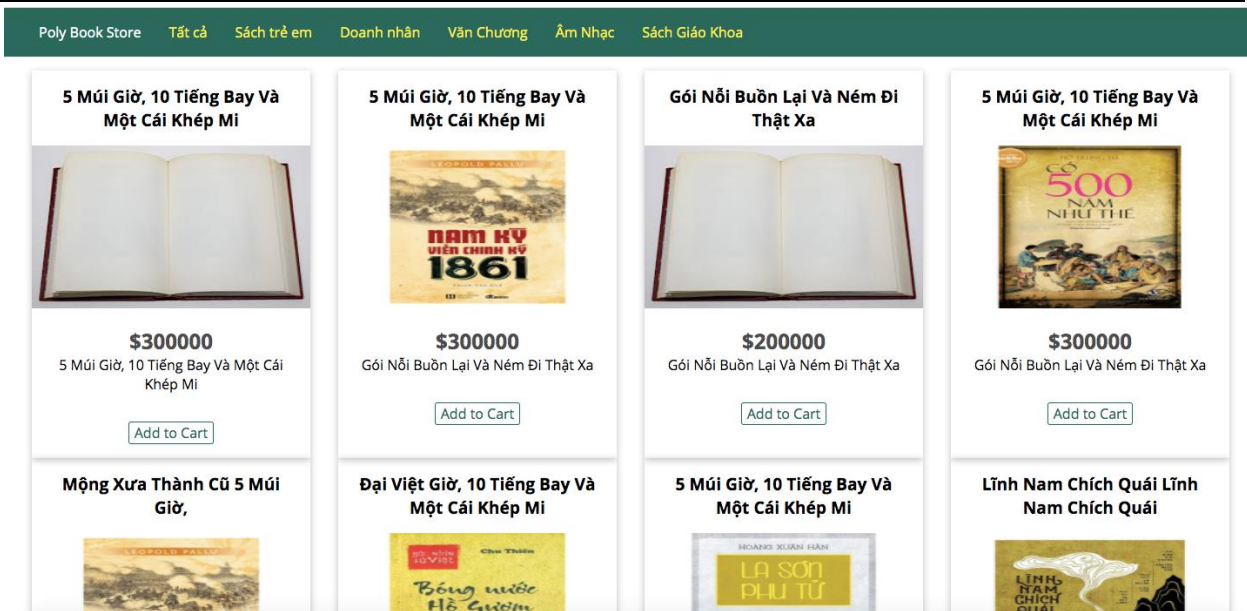 Poly Book Store Tất cả Sách trẻ em Doanh nhân Văn Chương Âm Nhạc Sách Giáo Khoa
5 Múi Giờ, 10 Tiếng Bay Và
Một Cái Khép Mi
$300000
5 Múi Giờ, 10 Tiếng Bay Và Một Cái
Khép Mi
Add to Cart
5 Múi Giờ, 10 Tiếng Bay Và
Một Cái Khép Mi
LEOPOLD PALLU
NAM KỲ
VIỄN CHINH KÝ
1861
$300000
Gói Nỗi Buồn Lại Và Ném Đi Thật Xa
Add to Cart
Gói Nỗi Buồn Lại Và Ném Đi
Thật Xa
$200000
Gói Nỗi Buồn Lại Và Ném Đi Thật Xa
Add to Cart
5 Múi Giờ, 10 Tiếng Bay Và
Một Cái Khép Mi
CÓ
500
NĂM
NHƯ THẾ
$300000
Gói Nỗi Buồn Lại Và Ném Đi Thật Xa
Add to Cart
Mộng Xưa Thành Cũ 5 Múi
Giờ,
LEOPOLD PALLU
Đại Việt Giờ, 10 Tiếng Bay Và
Một Cái Khép Mi
Chu Thiên
Bóng nước
Hồ Gươm
5 Múi Giờ, 10 Tiếng Bay Và
Một Cái Khép Mi
HOÀNG XUÂN HÃN
LA SƠN
PHU TỬ
Lĩnh Nam Chích Quái Lĩnh
Nam Chích Quái
LĨNH
NAM
CHÍCH
QUÁI